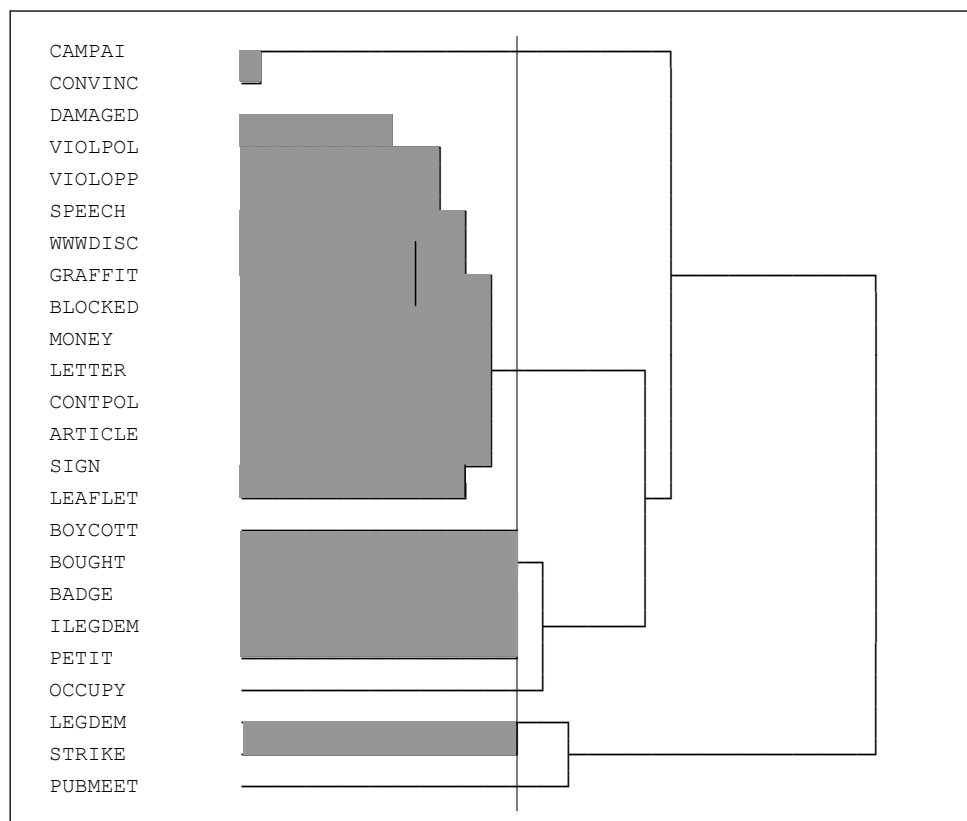 CAMPAI
CONVINC
DAMAGED
VIOLPOL
VIOLOPP
SPEECH
WWWDISC
GRAFFIT
BLOCKED
MONEY
LETTER
CONTPOL
ARTICLE
SIGN
LEAFLET
BOYCOTT
BOUGHT
BADGE
ILEGDEM
PETIT
OCCUPY
LEGDEM
STRIKE
PUBMEET